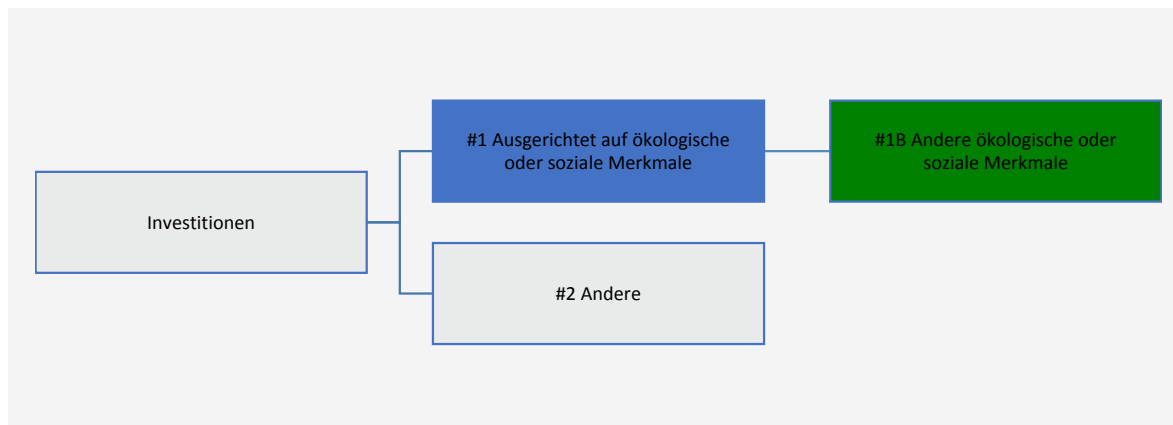 #1 Ausgerichtet auf ökologische
oder soziale Merkmale
#1B Andere ökologische oder
soziale Merkmale
Investitionen
#2 Andere